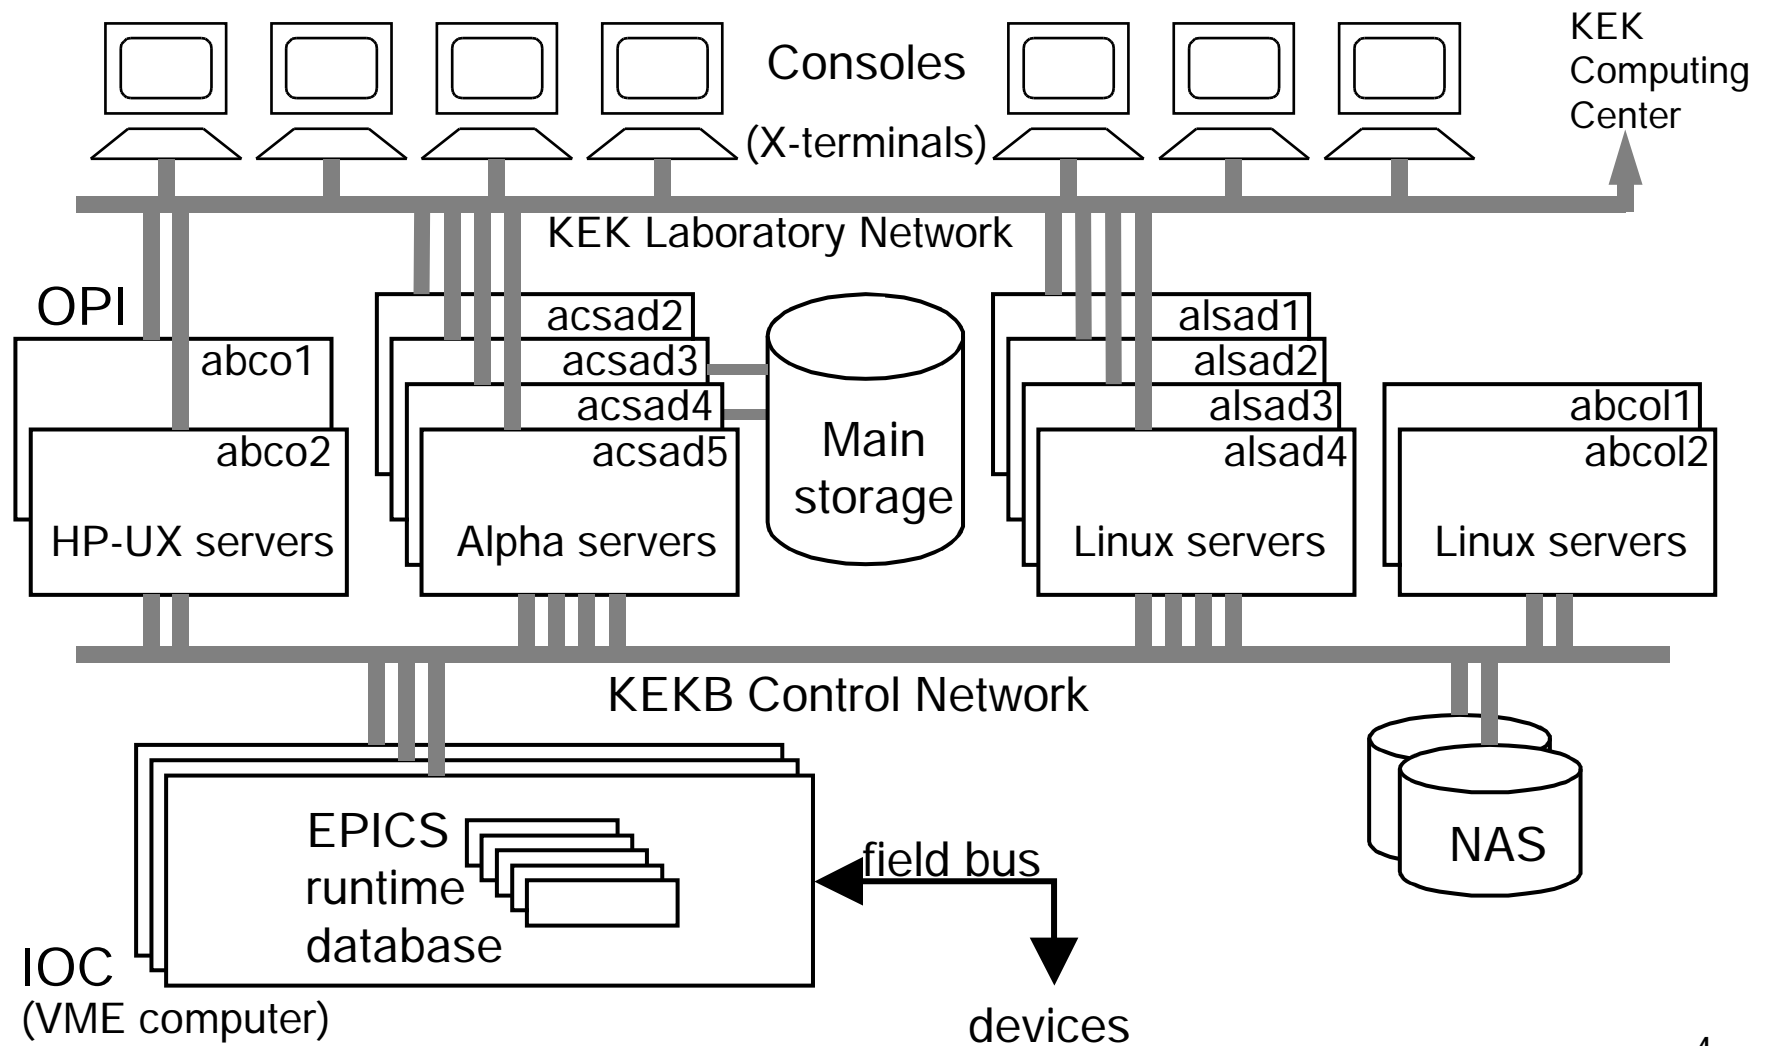 Consoles
(X-terminals)
KEK
Computing
Center
KEK Laboratory Network
OPI
abco1
abco2
HP-UX servers
acsad2
acsad3
acsad4
acsad5
Alpha servers
Main
storage
alsad1
alsad2
alsad3
alsad4
Linux servers
abcol1
abcol2
Linux servers
KEKB Control Network
EPICS
runtime
database
field bus
devices
NAS
IOC
(VME computer)